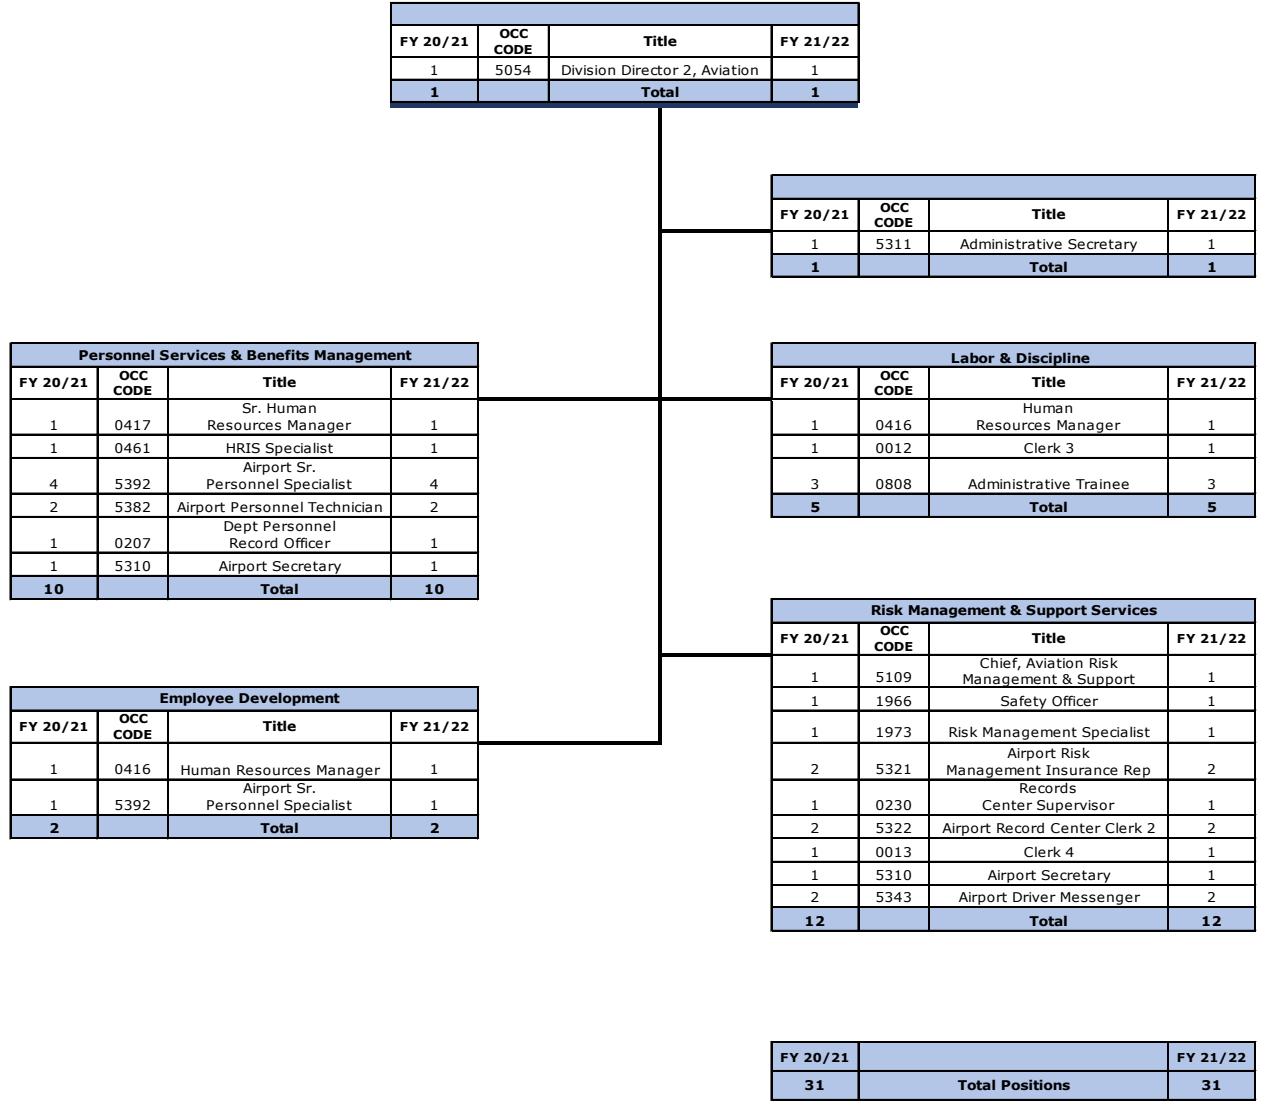 FY 20/21 OCC CODE Title FY 21/22
1 5054 Division Director 2, Aviation 1
1 Total 1
FY 20/21 OCC CODE Title FY 21/22
1 5311 Administrative Secretary 1
1 Total 1
Personnel Services & Benefits Management
FY 20/21 OCC CODE Title FY 21/22
1 0417 Sr. Human Resources Manager 1
1 0461 HRIS Specialist 1
4 5392 Airport Sr. Personnel Specialist 4
2 5382 Airport Personnel Technician 2
1 0207 Dept Personnel Record Officer 1
1 5310 Airport Secretary 1
10 Total 10
Labor & Discipline
FY 20/21 OCC CODE Title FY 21/22
1 0416 Human Resources Manager 1
1 0012 Clerk 3 1
3 0808 Administrative Trainee 3
5 Total 5
Employee Development
FY 20/21 OCC CODE Title FY 21/22
1 0416 Human Resources Manager 1
1 5392 Airport Sr. Personnel Specialist 1
2 Total 2
Risk Management & Support Services
FY 20/21 OCC CODE Title FY 21/22
1 5109 Chief, Aviation Risk Management & Support 1
1 1966 Safety Officer 1
1 1973 Risk Management Specialist 1
2 5321 Airport Risk Management Insurance Rep 2
1 0230 Records Center Supervisor 1
2 5322 Airport Record Center Clerk 2 2
1 0013 Clerk 4 1
1 5310 Airport Secretary 1
2 5343 Airport Driver Messenger 2
12 Total 12
FY 20/21 FY 21/22
31 Total Positions 31